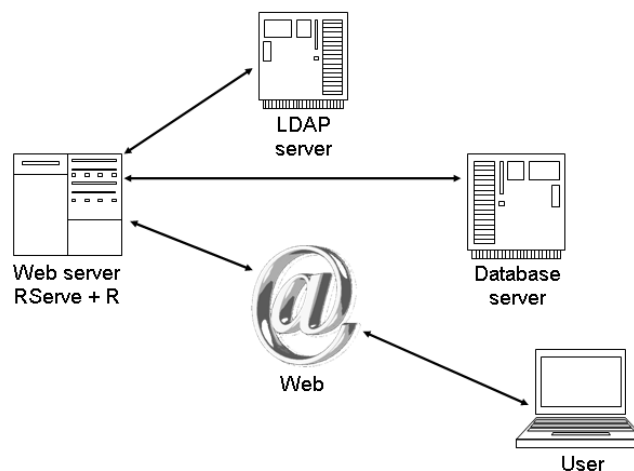 LDAP
server
Web server
RServe + R
Database
server
@
Web
User